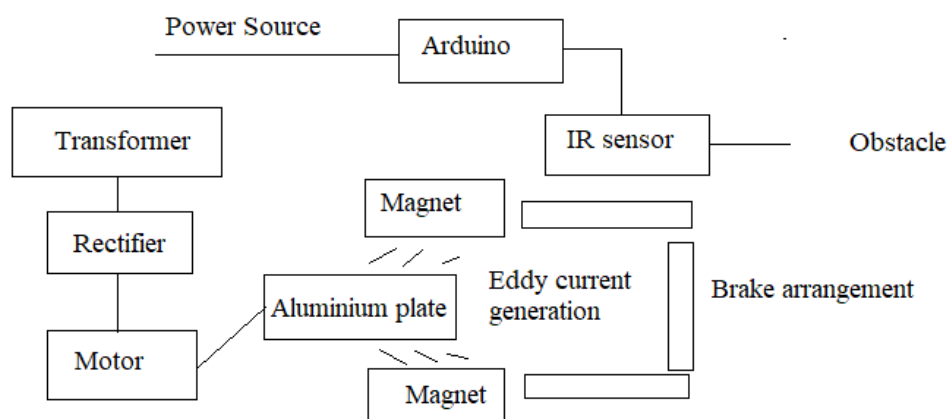 Power Source
Arduino
Transformer
IR sensor
Obstacle
Magnet
Rectifier
Eddy current
generation
Brake arrangement
Aluminium plate
Motor
Magnet